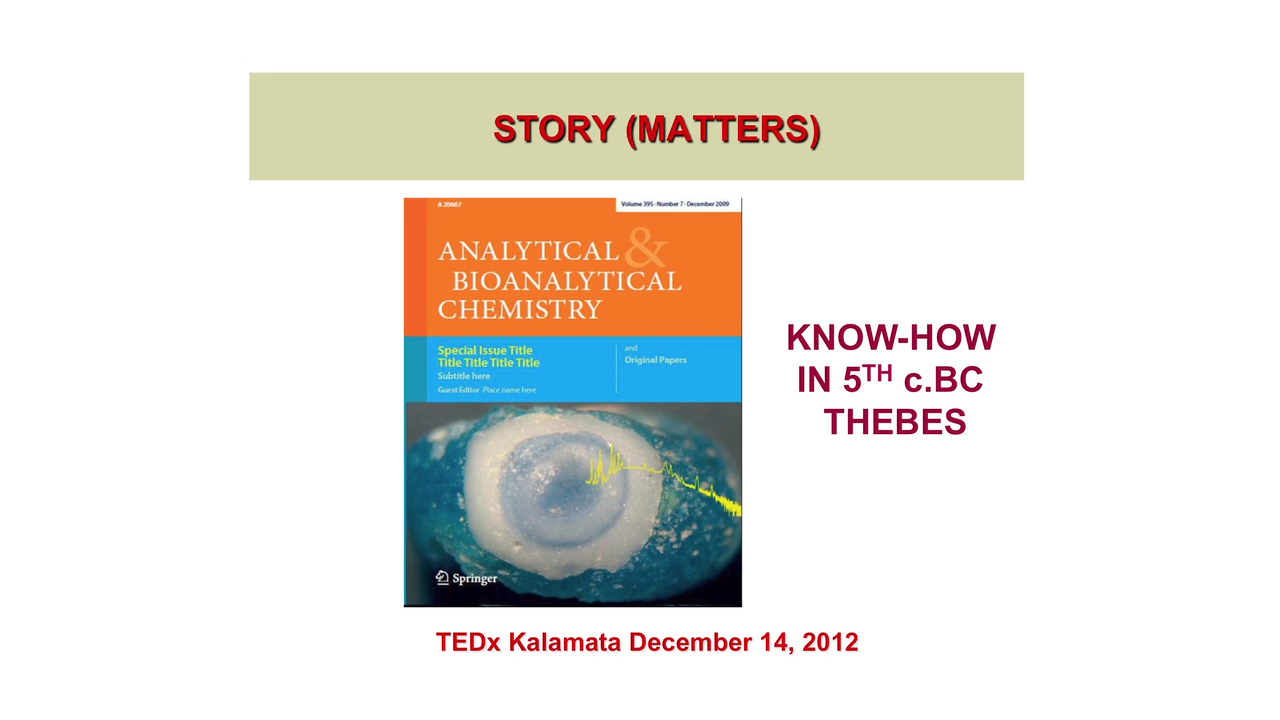 STORY (MATTERS)
A 20667
Volume 395 · Number 7 · December 2009
ANALYTICAL &
BIOANALYTICAL
CHEMISTRY
Special Issue Title
Title Title Title Title
Subtitle here
Guest Editor Place name here
and
Original Papers
Springer
KNOW-HOW
IN 5TH c.BC
THEBES
TEDx Kalamata December 14, 2012